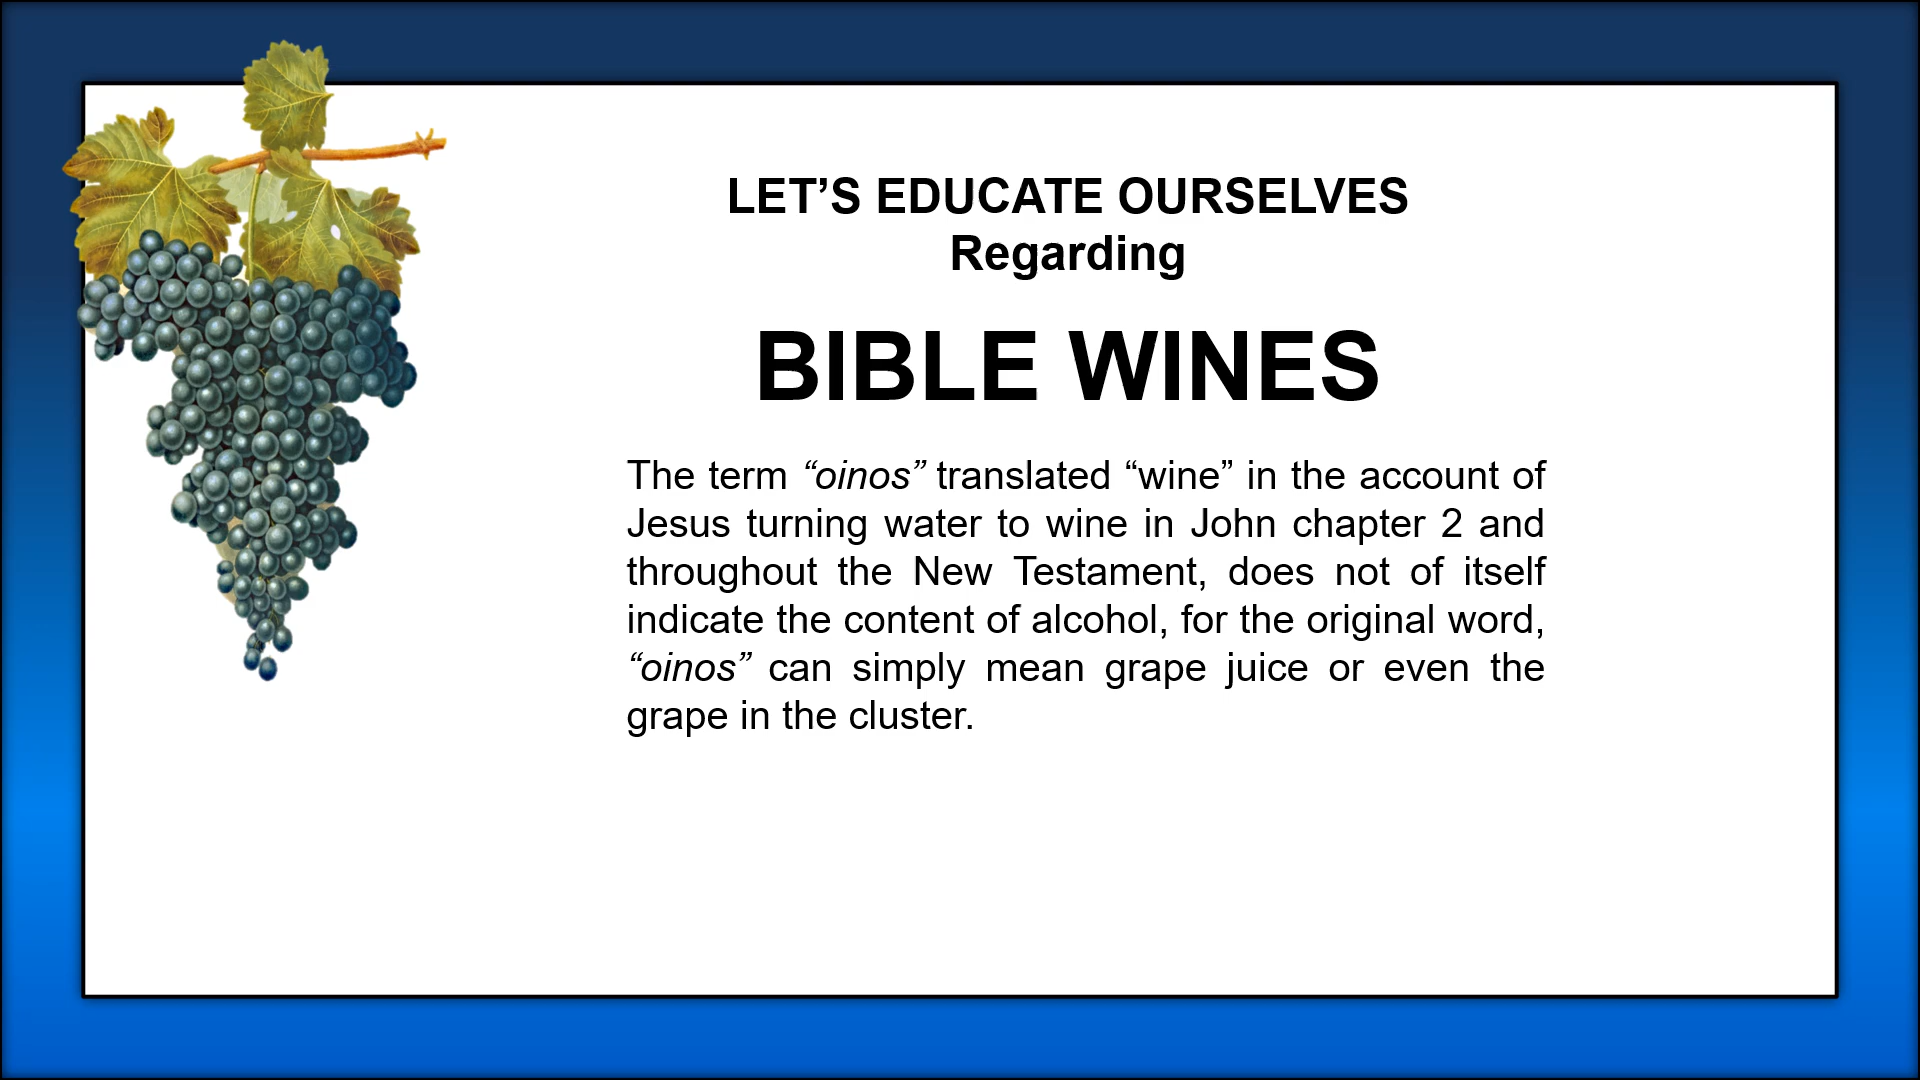 LET’S EDUCATE OURSELVES
Regarding
BIBLE WINES
The term “oinos” translated “wine” in the account of
Jesus turning water to wine in John chapter 2 and
throughout the New Testament, does not of itself
indicate the content of alcohol, for the original word,
“oinos” can simply mean grape juice or even the
grape in the cluster.